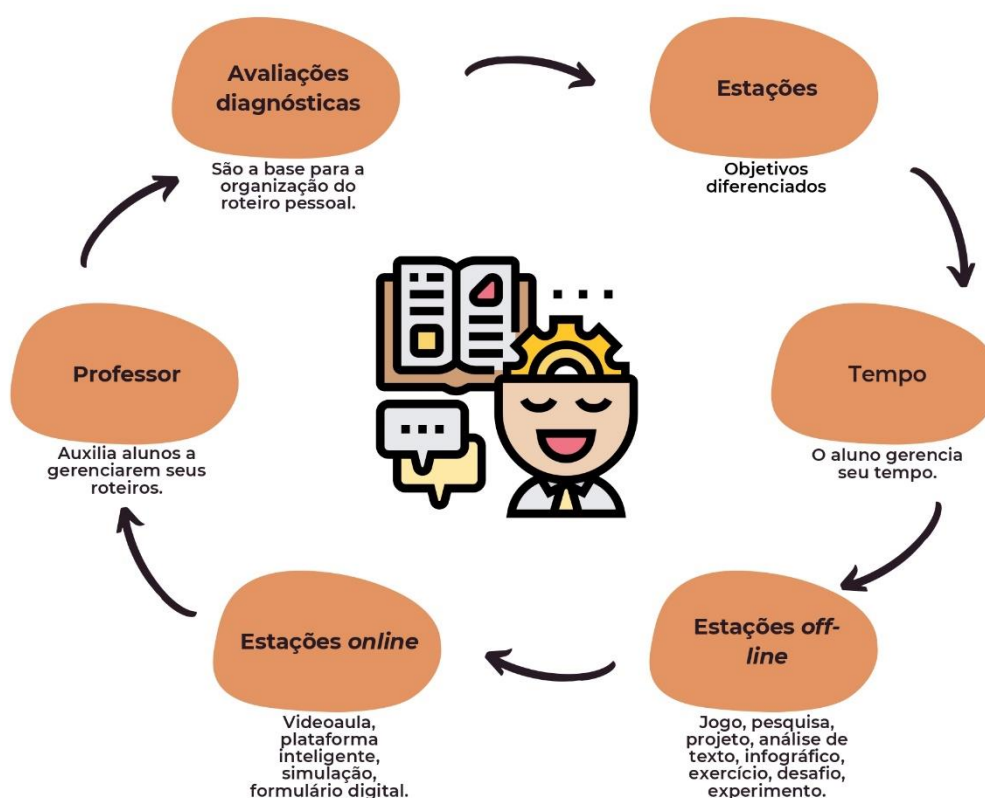 Avaliações
diagnósticas
São a base para a
organização do
roteiro pessoal.
Estações
Objetivos
diferenciados
Tempo
O aluno gerencia
seu tempo.
Estações off-
line
Jogo, pesquisa,
projeto, análise de
texto, infográfico,
exercício, desafio,
experimento.
Estações online
Videoaula,
plataforma
inteligente,
simulação,
formulário digital.
Professor
Auxilia alunos a
gerenciarem seus
roteiros.